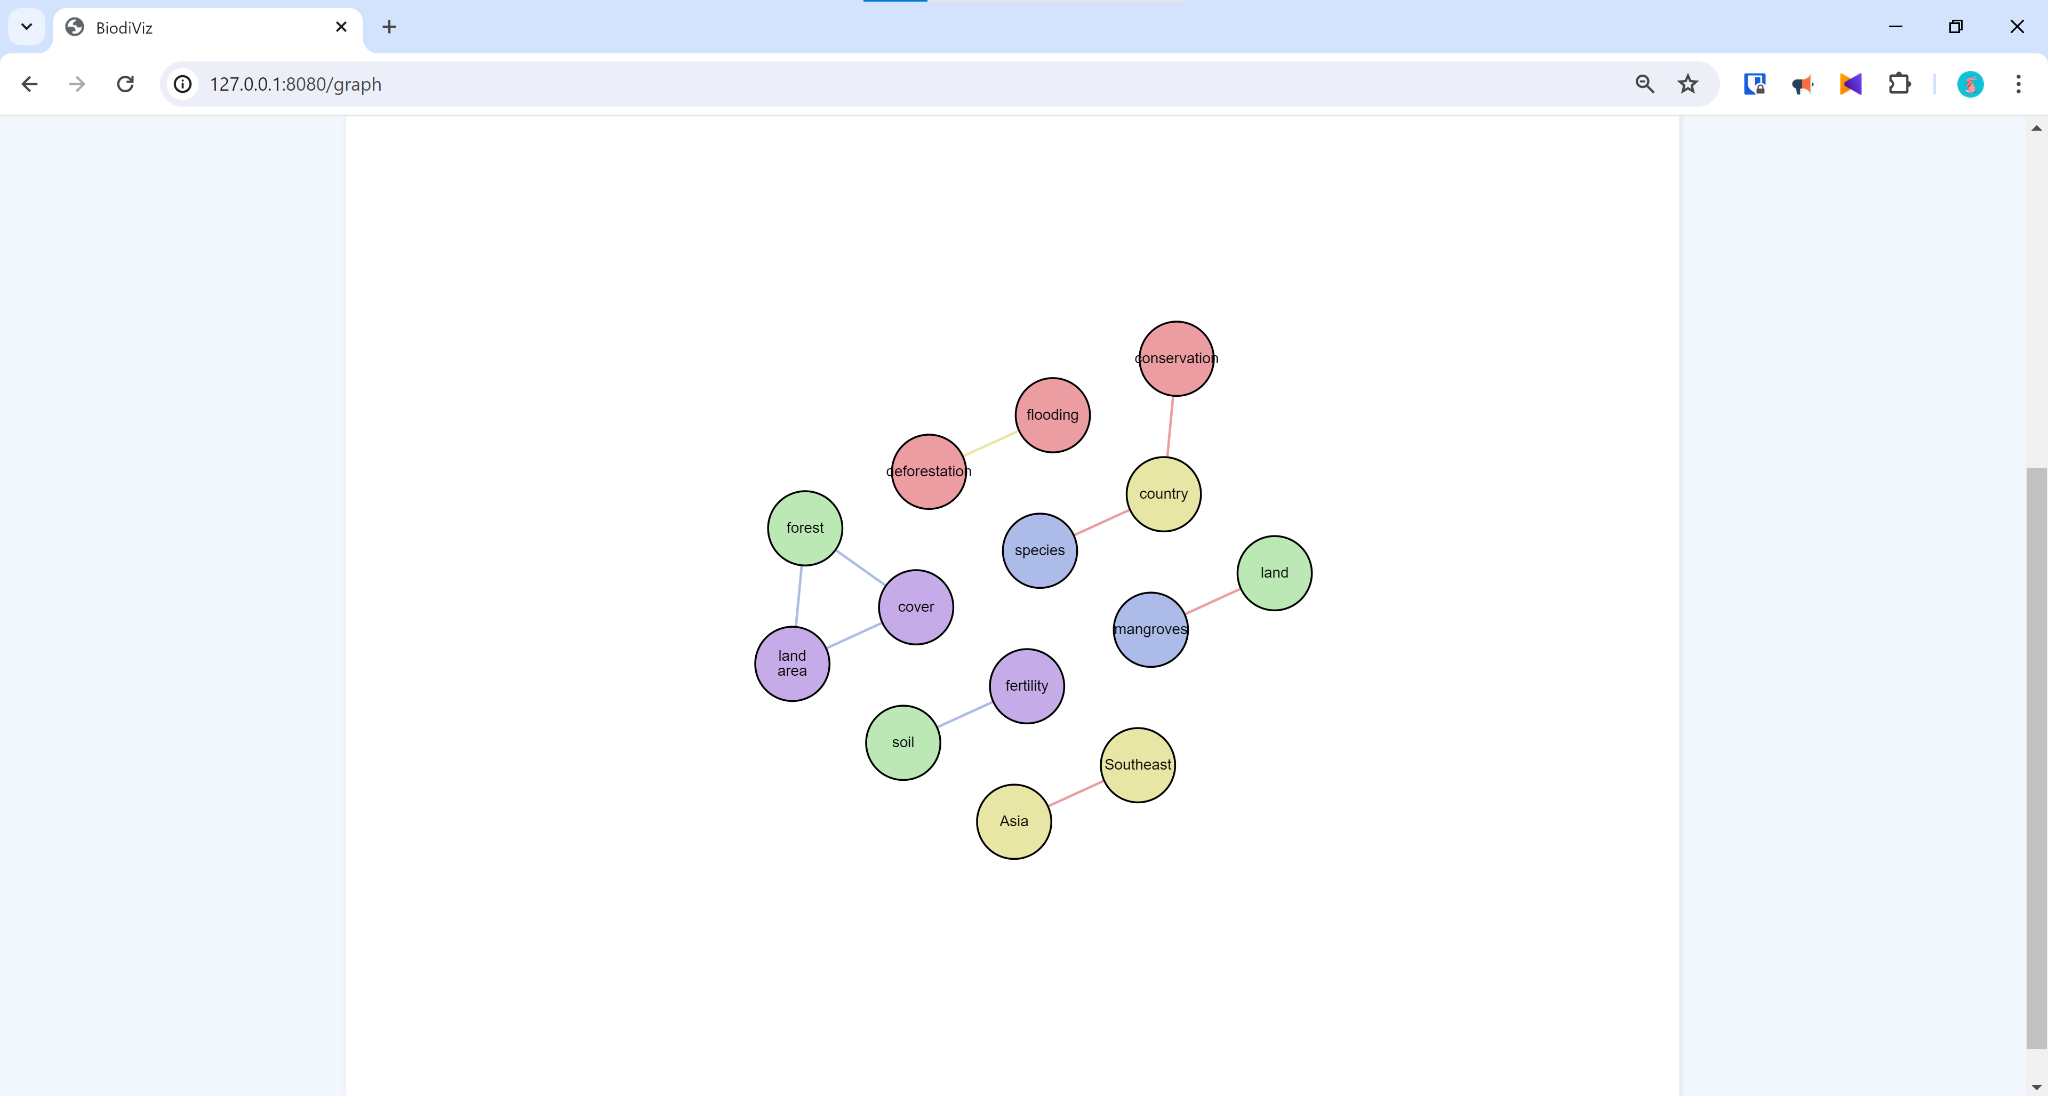 BiodiViz
127.0.0.1:8080/graph
conservation
flooding
deforestation
country
forest
species
land
cover
mangroves
land
area
fertility
soil
Southeast
Asia